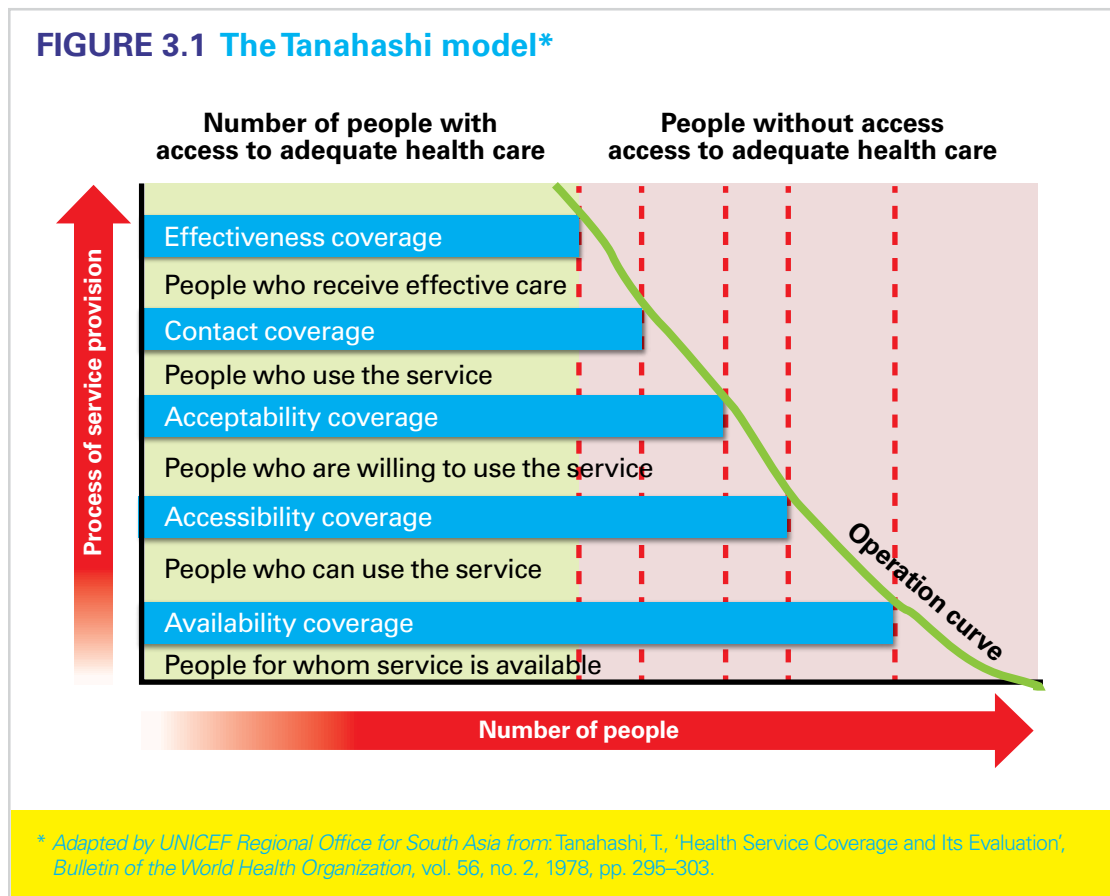 FIGURE 3.1 The Tanahashi model*
Number of people with
access to adequate health care
People without access
access to adequate health care
Process of service provision
Effectiveness coverage
People who receive effective care
Contact coverage
People who use the service
Acceptability coverage
People who are willing to use the service
Accessibility coverage
People who can use the service
Availability coverage
People for whom service is available
Operation curve
Number of people
* Adapted by UNICEF Regional Office for South Asia from: Tanahashi, T., ‘Health Service Coverage and Its Evaluation’,
Bulletin of the World Health Organization, vol. 56, no. 2, 1978, pp. 295–303.